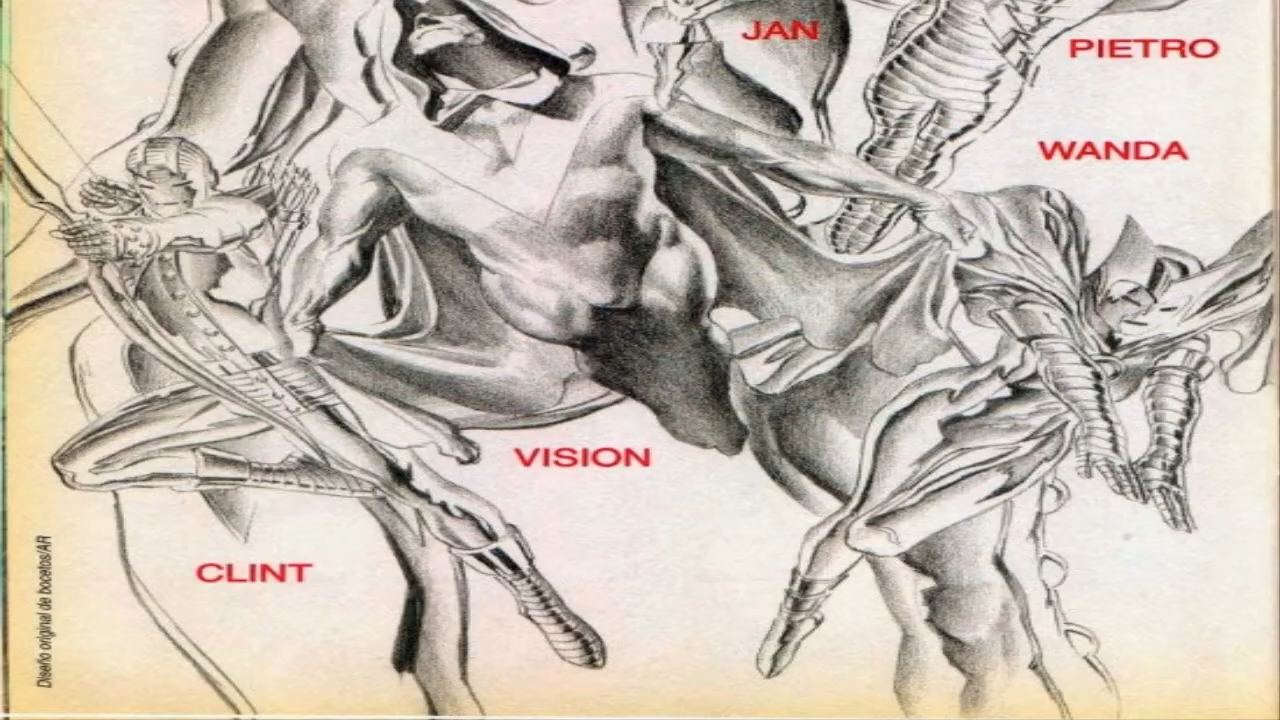 JAN
PIETRO
WANDA
VISION
CLINT
Diseño original de bocetos/AR